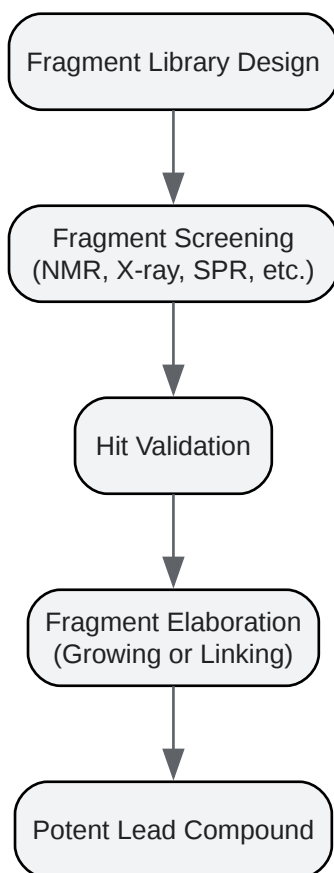 Fragment Library Design
Fragment Screening
(NMR, X-ray, SPR, etc.)
Hit Validation
Fragment Elaboration
(Growing or Linking)
Potent Lead Compound